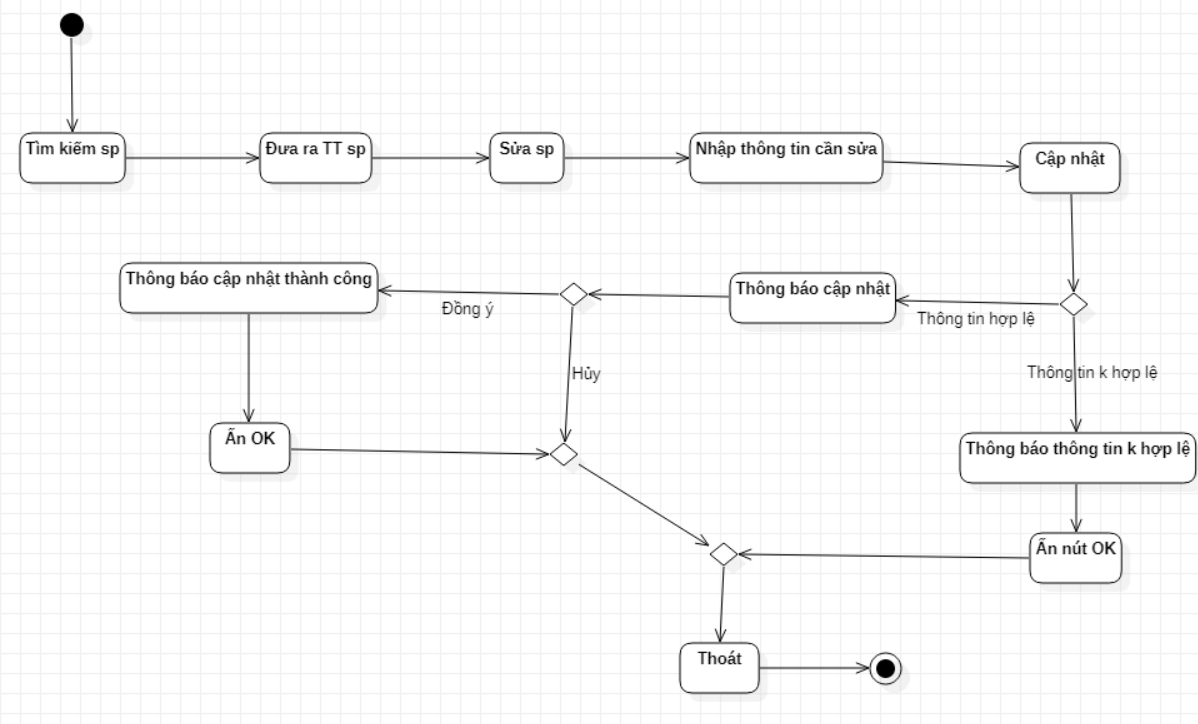 Tìm kiếm sp
Đưa ra TT sp
Sửa sp
Nhập thông tin cần sửa
Cập nhật
Thông báo cập nhật thành công
Đồng ý
Thông báo cập nhật
Thông tin hợp lệ
Hủy
Thông tin k hợp lệ
Ấn OK
Thông báo thông tin k hợp lệ
Ấn nút OK
Thoát